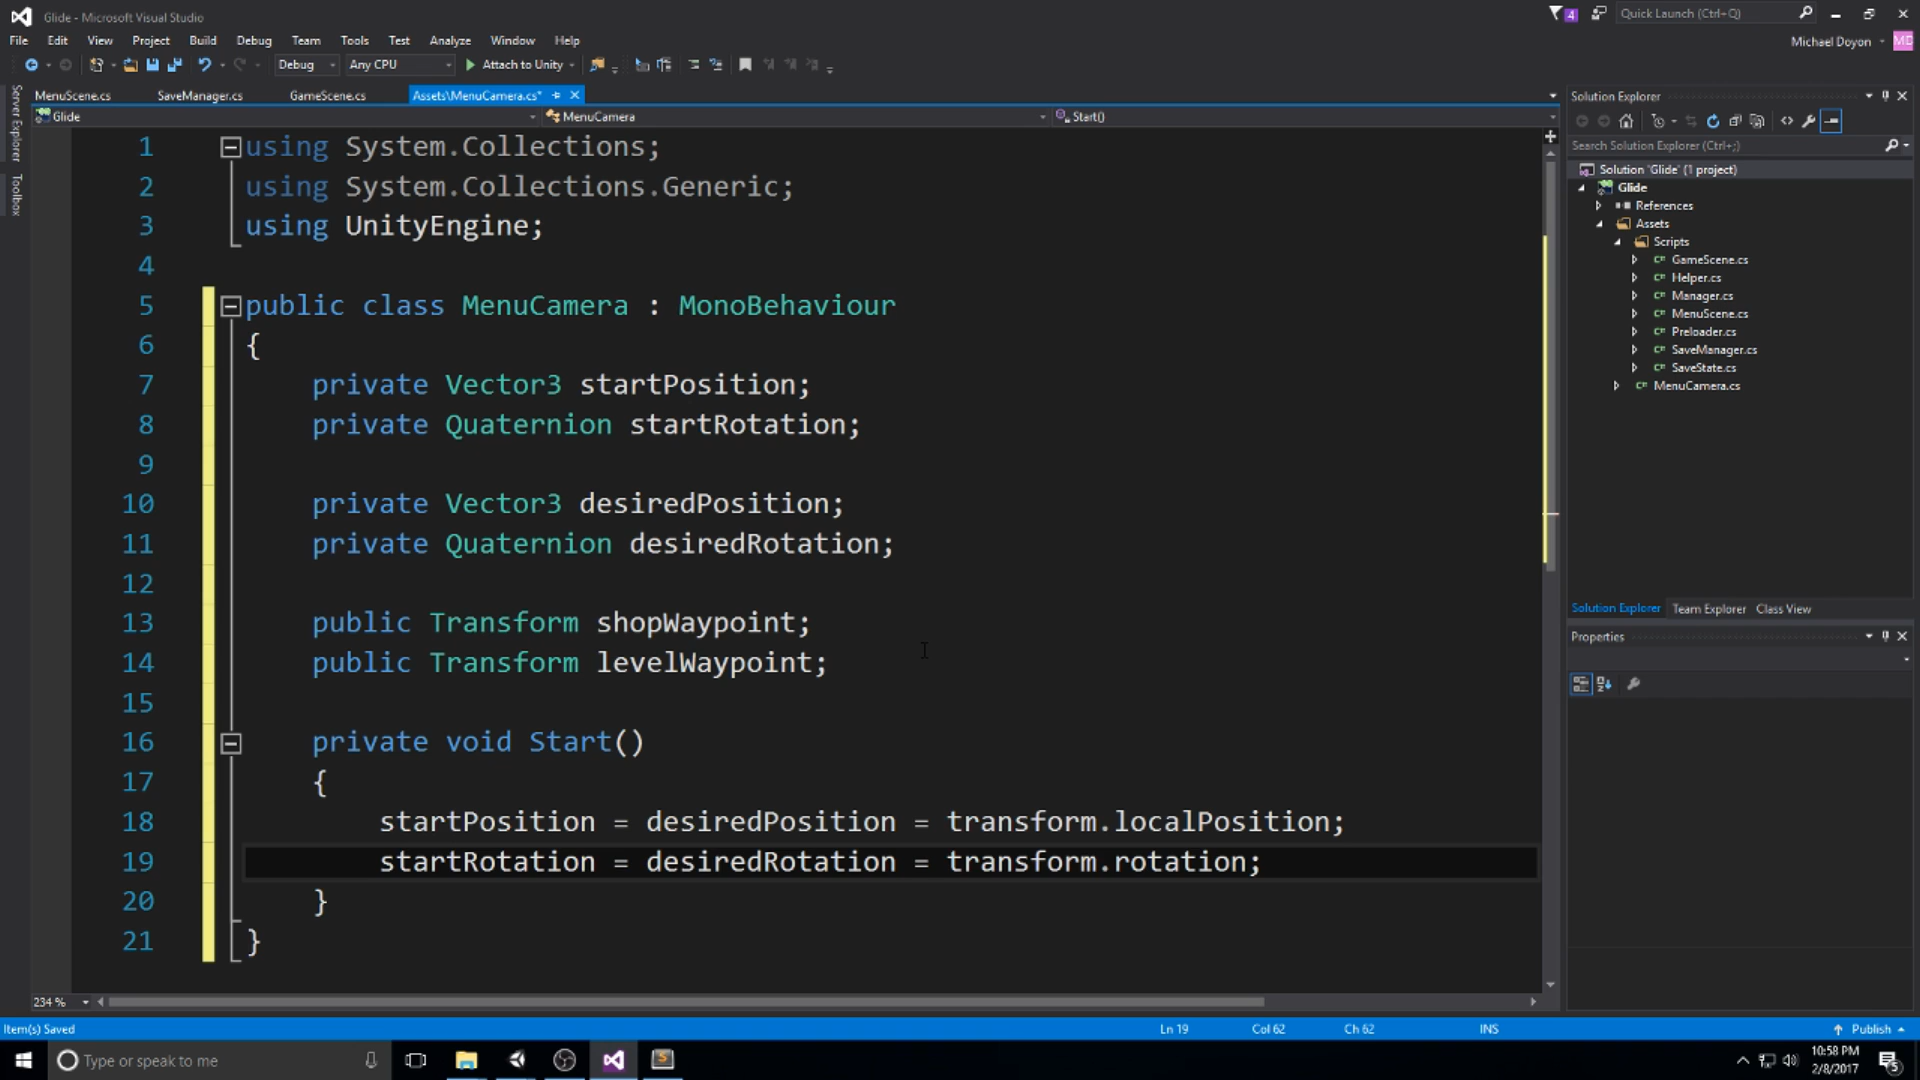 Glide - Microsoft Visual Studio
4
Quick Launch (Ctrl+Q)
File Edit View Project Build Debug Team Tools Test Analyze Window Help
Michael Doyon MD
Debug Any CPU Attach to Unity
Server Explorer
Toolbox
MenuScene.cs SaveManager.cs GameScene.cs Assets\MenuCamera.cs*
Glide MenuCamera Start()
1 using System.Collections;
2 using System.Collections.Generic;
3 using UnityEngine;
4
5 public class MenuCamera : MonoBehaviour
6 {
7 private Vector3 startPosition;
8 private Quaternion startRotation;
9
10 private Vector3 desiredPosition;
11 private Quaternion desiredRotation;
12
13 public Transform shopWaypoint;
14 public Transform levelWaypoint;
15
16 private void Start()
17 {
18 startPosition = desiredPosition = transform.localPosition;
19 startRotation = desiredRotation = transform.rotation;
20 }
21 }
234 %
Solution Explorer
Search Solution Explorer (Ctrl+;)
Solution 'Glide' (1 project)
Glide
References
Assets
Scripts
C# GameScene.cs
C# Helper.cs
C# Manager.cs
C# MenuScene.cs
C# Preloader.cs
C# SaveManager.cs
C# SaveState.cs
C# MenuCamera.cs
Solution Explorer Team Explorer Class View
Properties
Item(s) Saved Ln 19 Col 62 Ch 62 INS Publish
Type or speak to me
10:58 PM
2/8/2017
5